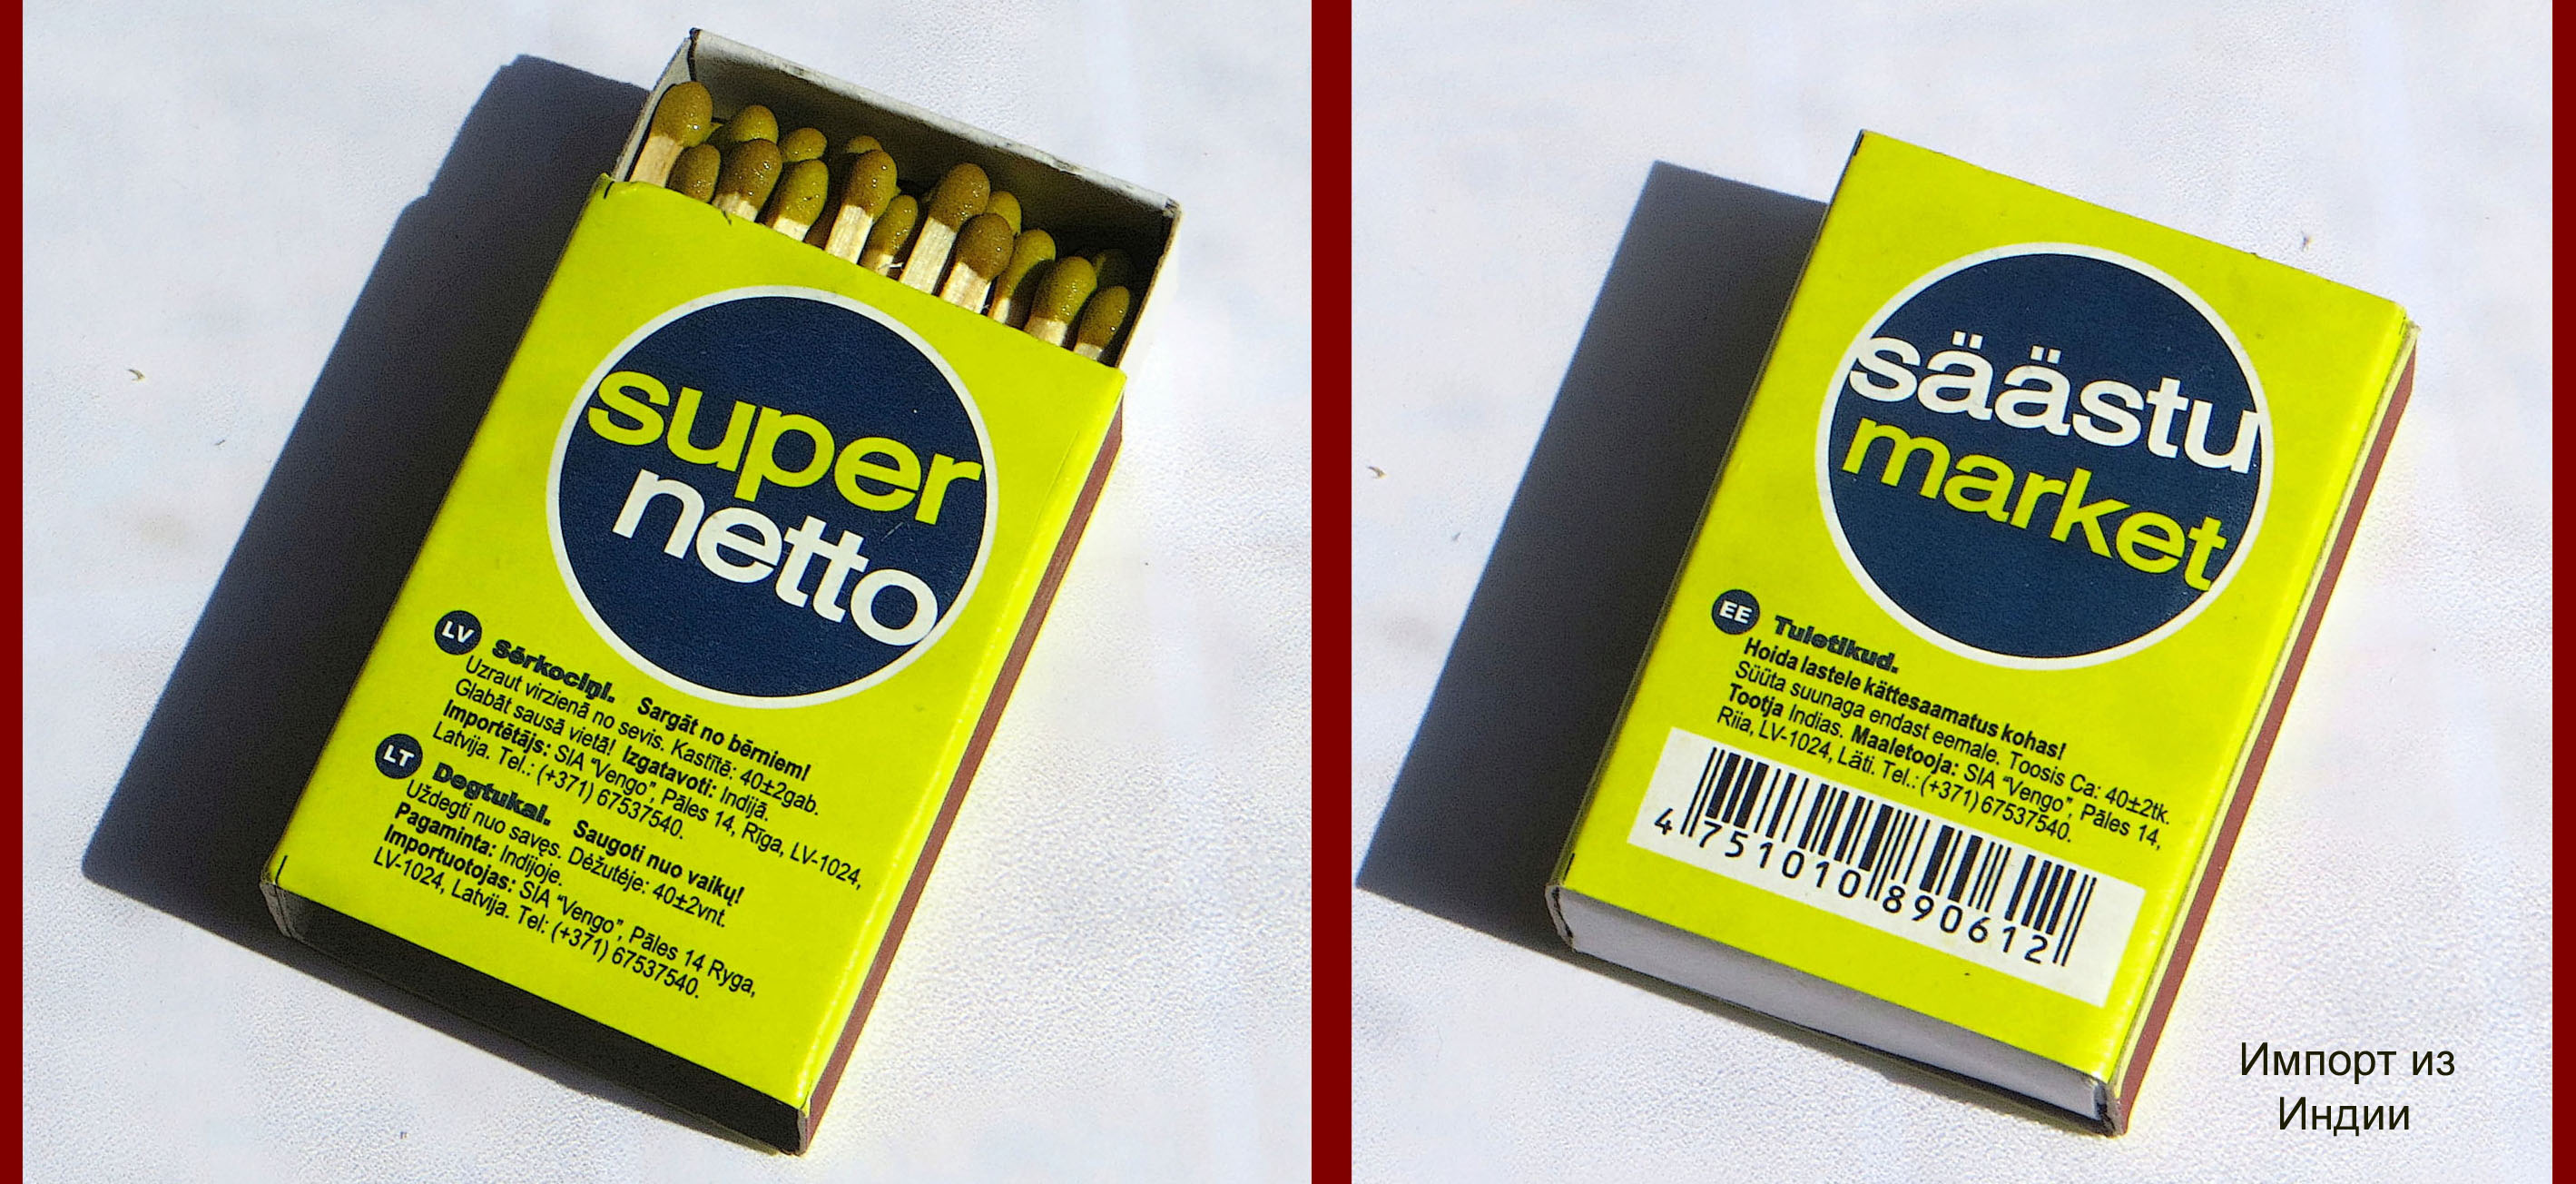 super
netto
LV Sērkociņi. Sargāt no bērniem!
Uzraut virzienā no sevis. Kastītē: 40±2gab.
Glabāt sausā vietā! Izgatavoti: Indijā.
Importētājs: SIA "Vengo", Pāles 14, Rīga, LV-1024,
Latvija. Tel.: (+371) 67537540.
LT Degtukai. Saugoti nuo vaikų!
Uždegti nuo savęs. Dėžutėje: 40±2vnt.
Pagaminta: Indijoje.
Importuotojas: SIA "Vengo", Pāles 14 Ryga,
LV-1024, Latvija. Tel: (+371) 67537540.
säästu
market
EE Tuletikud.
Hoida lastele kättesaamatus kohas!
Süüta suunaga endast eemale. Toosis Ca: 40±2tk.
Tootja Indias. Maaletooja: SIA "Vengo", Pāles 14,
Riia, LV-1024, Läti. Tel.: (+371) 67537540.
4 751010 890612
Импорт из
Индии